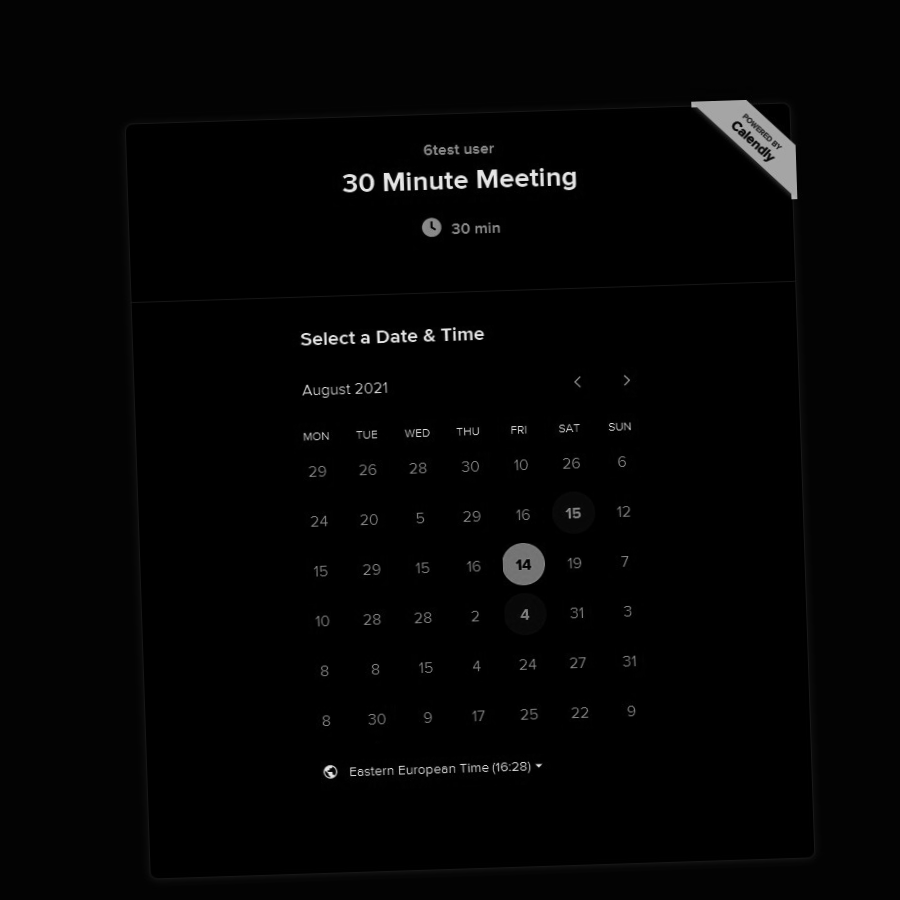 POWERED BY
Calendly
6test user
30 Minute Meeting
30 min
Select a Date & Time
August 2021
MON TUE WED THU FRI SAT SUN
29 26 28 30 10 26 6
24 20 5 29 16 15 12
15 29 15 16 14 19 7
10 28 28 2 4 31 3
8 8 15 4 24 27 31
8 30 9 17 25 22 9
Eastern European Time (16:28)